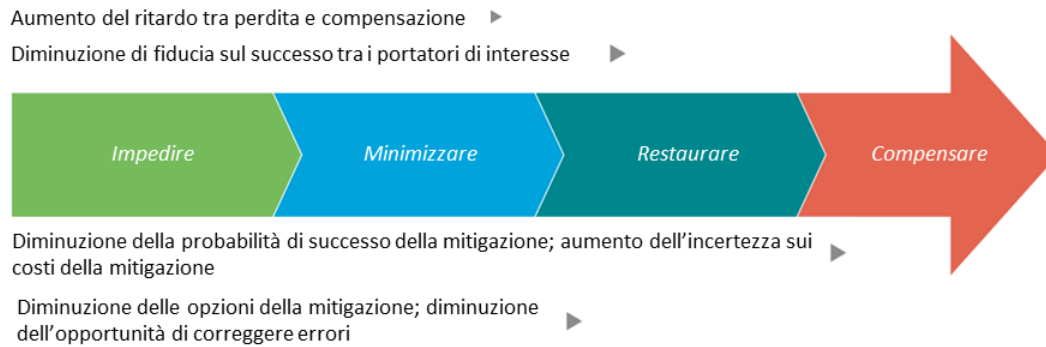 Aumento del ritardo tra perdita e compensazione
Diminuzione di fiducia sul successo tra i portatori di interesse
Impedire
Minimizzare
Restaurare
Compensare
Diminuzione della probabilità di successo della mitigazione; aumento dell'incertezza sui
costi della mitigazione
Diminuzione delle opzioni della mitigazione; diminuzione
dell'opportunità di correggere errori